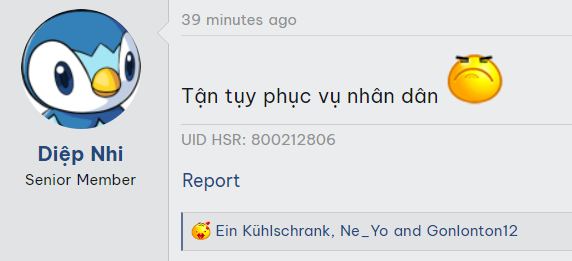 39 minutes ago
Tận tụy phục vụ nhân dân
Diệp Nhi
Senior Member
UID HSR: 800212806
Report
Ein Kühlschrank, Ne_Yo and Gonlonton12